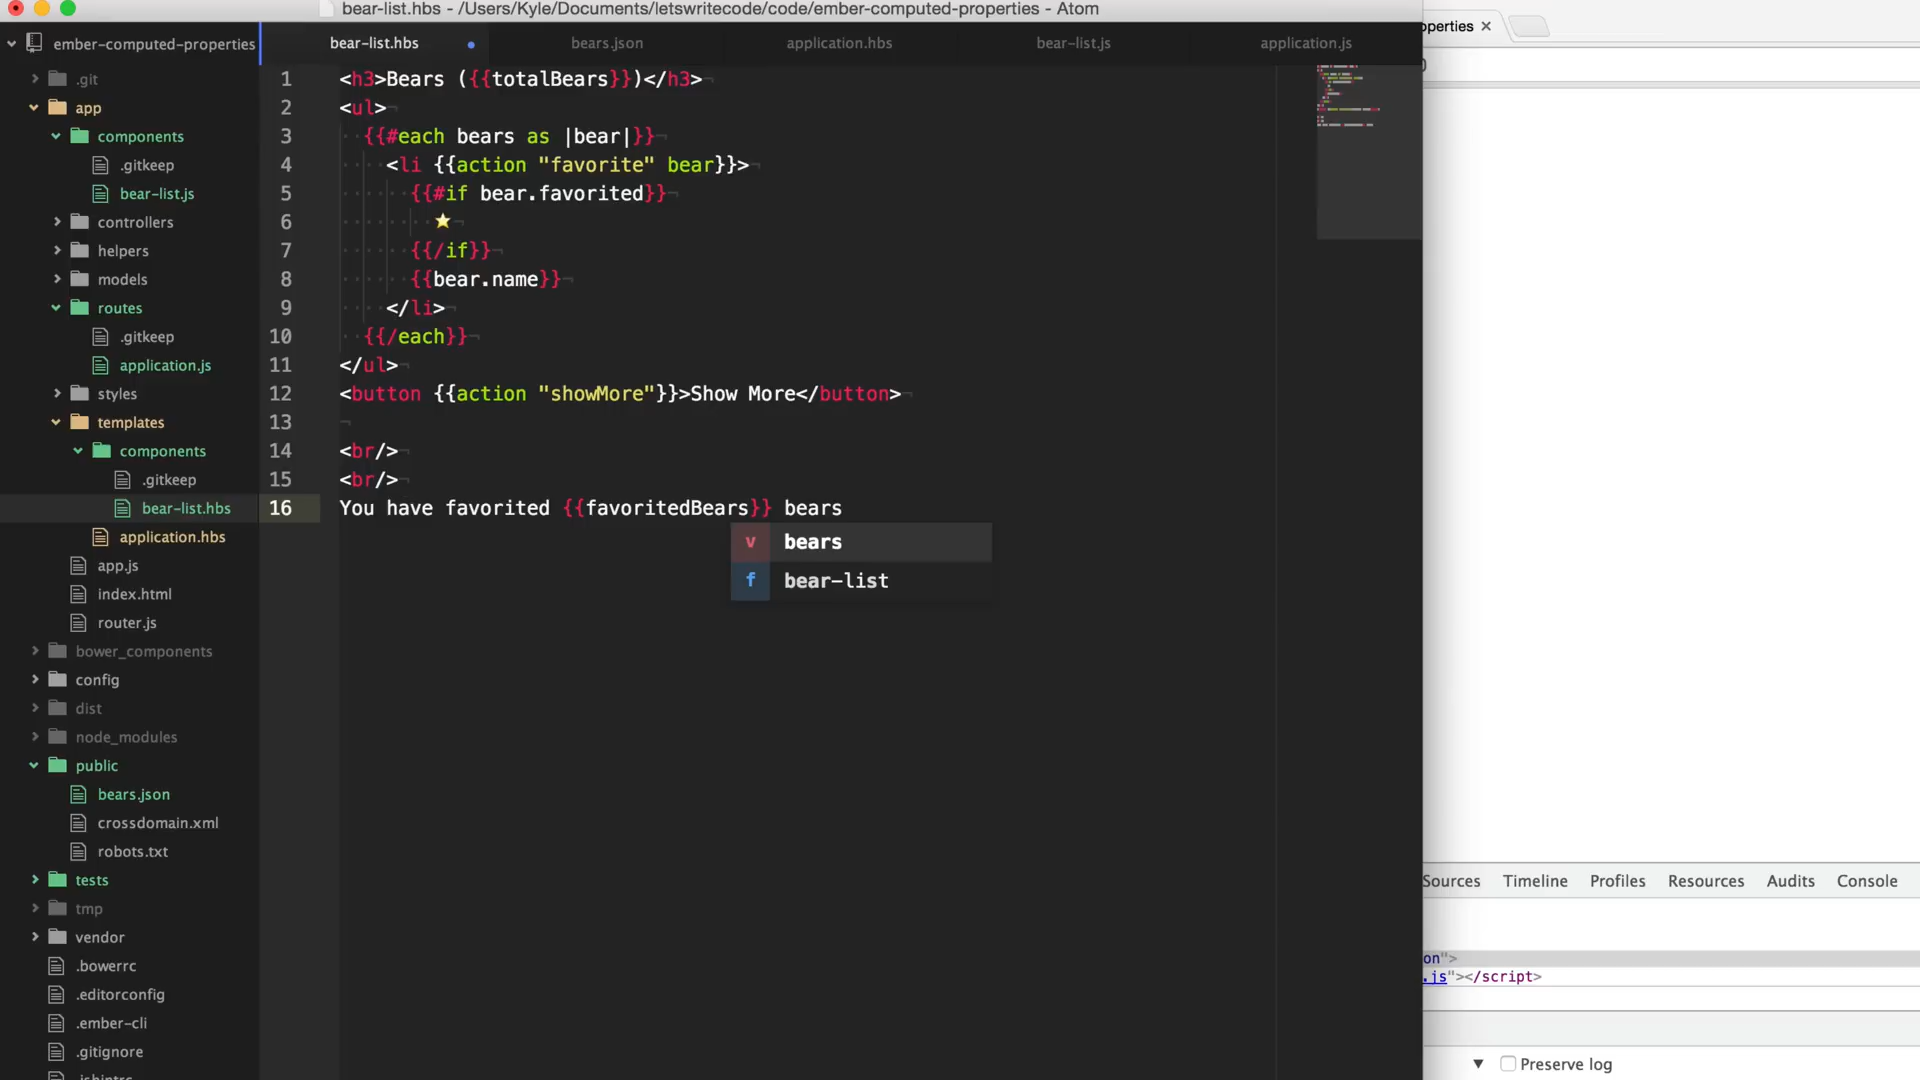 bear-list.hbs - /Users/Kyle/Documents/letswritecode/code/ember-computed-properties - Atom
operties
ember-computed-properties
bear-list.hbs
bears.json
application.hbs
bear-list.js
application.js
.git
app
components
.gitkeep
bear-list.js
controllers
helpers
models
routes
.gitkeep
application.js
styles
templates
components
.gitkeep
bear-list.hbs
application.hbs
app.js
index.html
router.js
bower_components
config
dist
node_modules
public
bears.json
crossdomain.xml
robots.txt
tests
tmp
vendor
.bowerrc
.editorconfig
.ember-cli
.gitignore
.jshintrc
1 <h3>Bears ({{totalBears}})</h3>
2 <ul>
3 {{#each bears as |bear|}}
4 <li {{action "favorite" bear}}>
5 {{#if bear.favorited}}
6 ⭐
7 {{/if}}
8 {{bear.name}}
9 </li>
10 {{/each}}
11 </ul>
12 <button {{action "showMore"}}>Show More</button>
13
14 <br/>
15 <br/>
16 You have favorited {{favoritedBears}} bears
v bears
f bear-list
Sources Timeline Profiles Resources Audits Console
on">
.js"></script>
Preserve log